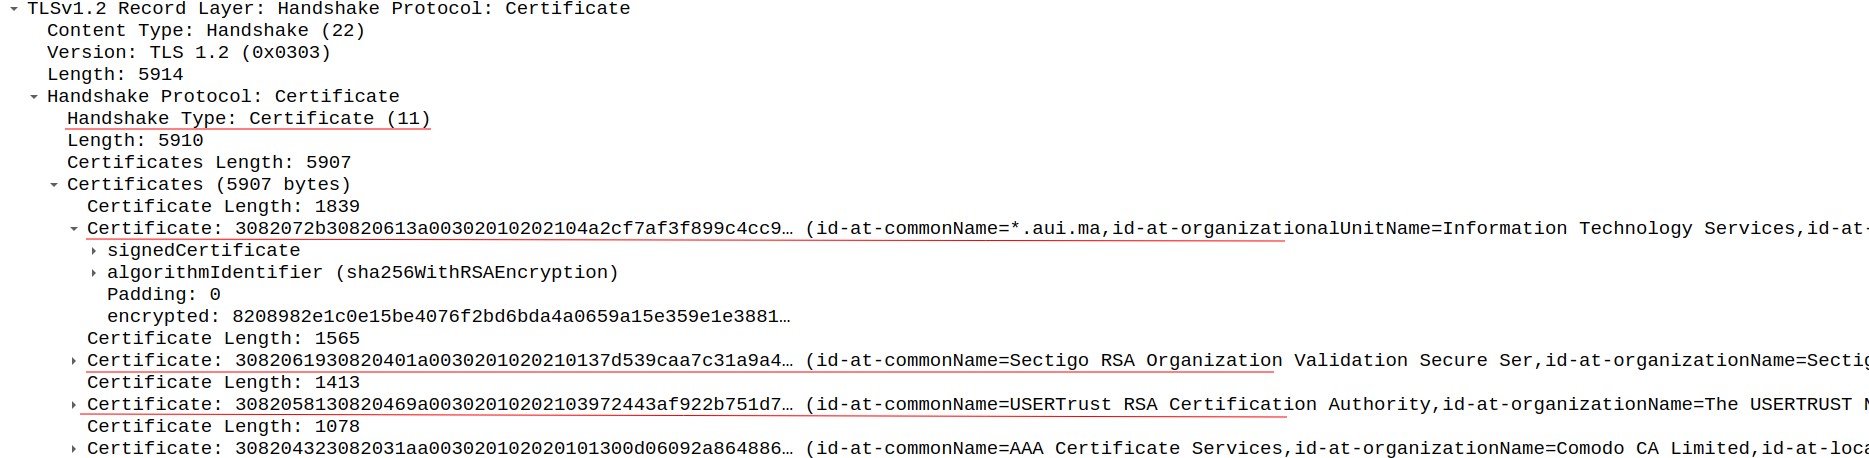 TLSv1.2 Record Layer: Handshake Protocol: Certificate
Content Type: Handshake (22)
Version: TLS 1.2 (0x0303)
Length: 5914
Handshake Protocol: Certificate
Handshake Type: Certificate (11)
Length: 5910
Certificates Length: 5907
Certificates (5907 bytes)
Certificate Length: 1839
Certificate: 3082072b30820613a00302010202104a2cf7af3f899c4cc9… (id-at-commonName=*.aui.ma,id-at-organizationalUnitName=Information Technology Services,id-at-
signedCertificate
algorithmIdentifier (sha256WithRSAEncryption)
Padding: 0
encrypted: 8208982e1c0e15be4076f2bd6bda4a0659a15e359e1e3881…
Certificate Length: 1565
Certificate: 3082061930820401a0030201020210137d539caa7c31a9a4… (id-at-commonName=Sectigo RSA Organization Validation Secure Ser,id-at-organizationName=Sectig
Certificate Length: 1413
Certificate: 3082058130820469a00302010202103972443af922b751d7… (id-at-commonName=USERTrust RSA Certification Authority,id-at-organizationName=The USERTRUST N
Certificate Length: 1078
Certificate: 308204323082031aa003020102020101300d06092a864886… (id-at-commonName=AAA Certificate Services,id-at-organizationName=Comodo CA Limited,id-at-loca